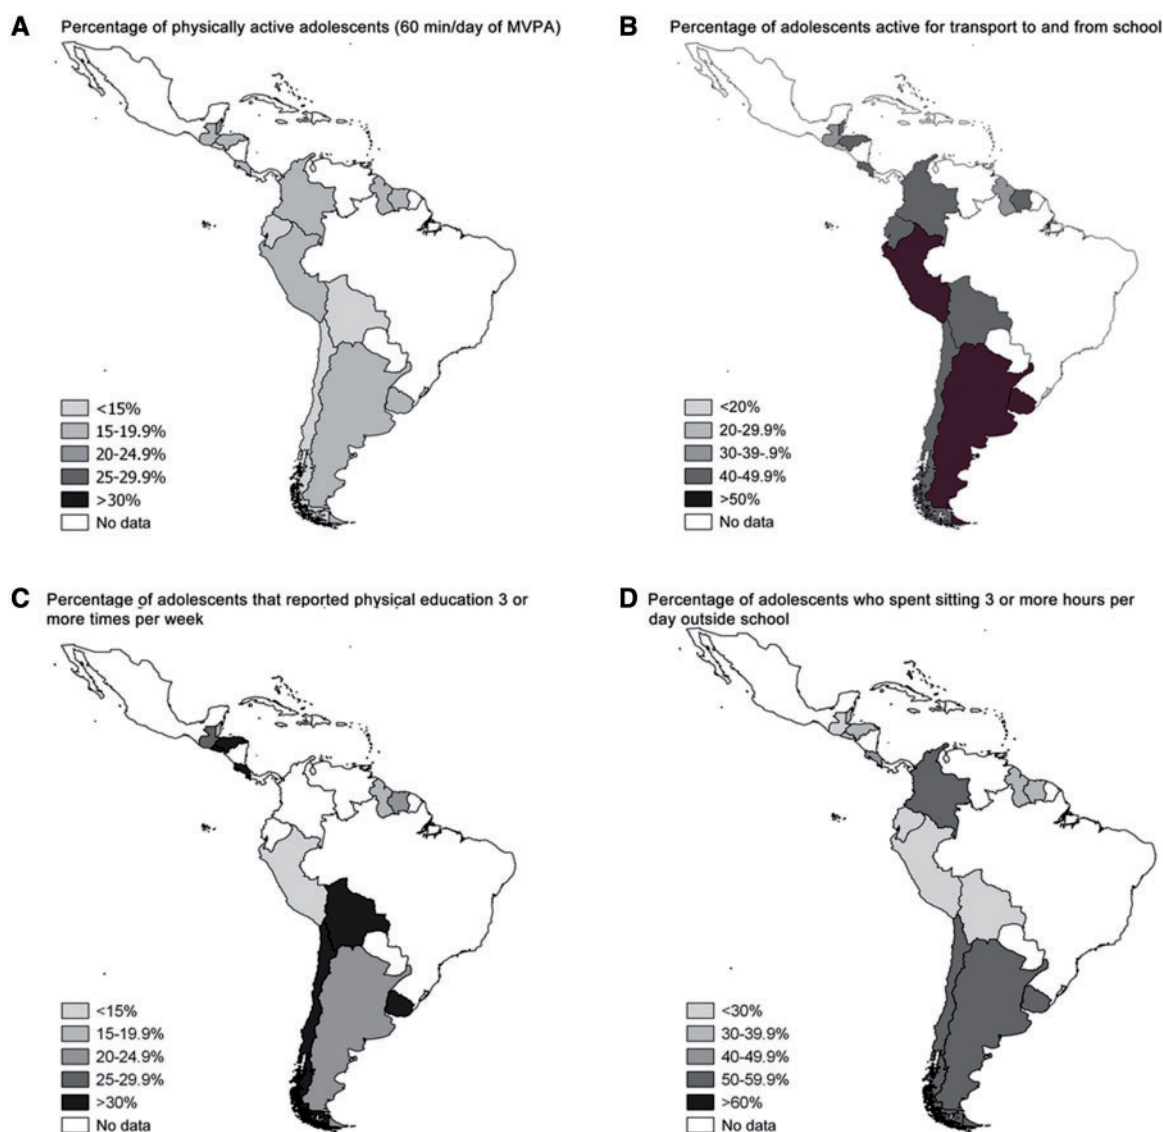 A Percentage of physically active adolescents (60 min/day of MVPA)
<15%
15-19.9%
20-24.9%
25-29.9%
>30%
No data
B Percentage of adolescents active for transport to and from school
<20%
20-29.9%
30-39-.9%
40-49.9%
>50%
No data
C Percentage of adolescents that reported physical education 3 or
more times per week
<15%
15-19.9%
20-24.9%
25-29.9%
>30%
No data
D Percentage of adolescents who spent sitting 3 or more hours per
day outside school
<30%
30-39.9%
40-49.9%
50-59.9%
>60%
No data